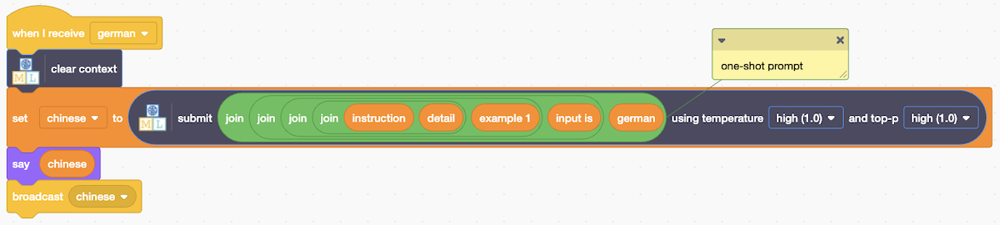 when I receive german
clear context
one-shot prompt
set chinese to ML submit join join join join instruction detail example 1 input is german using temperature high (1.0) and top-p high (1.0)
say chinese
broadcast chinese